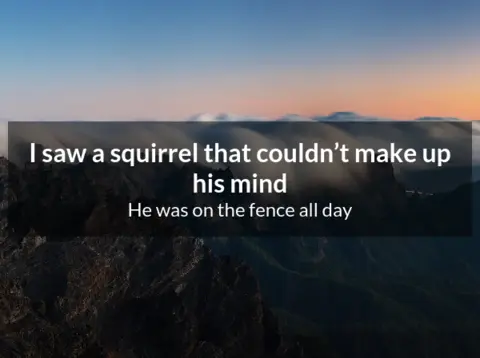 I saw a squirrel that couldn’t make up
his mind
He was on the fence all day